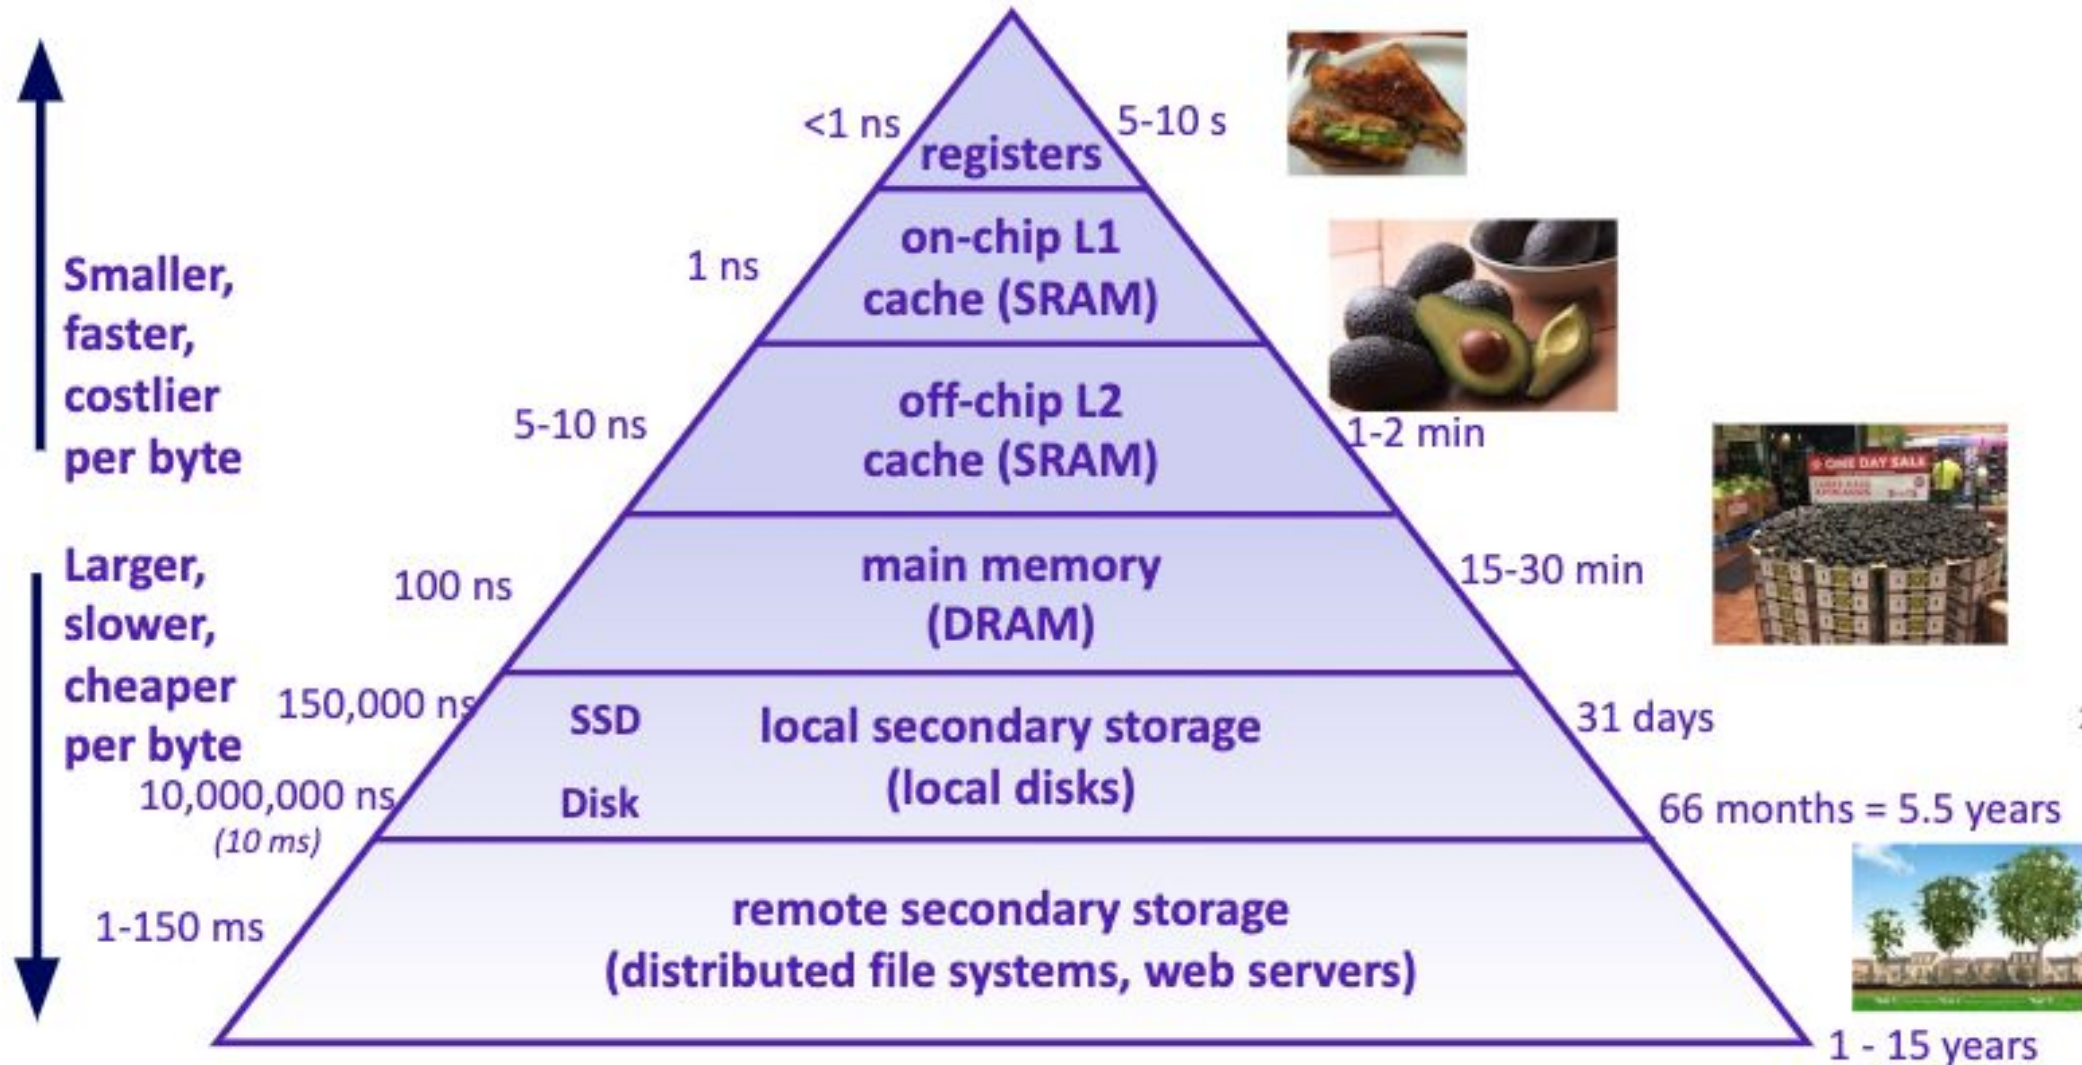 <1 ns
5-10 s
registers
on-chip L1
cache (SRAM)
1 ns
Smaller,
faster,
costlier
per byte
off-chip L2
cache (SRAM)
5-10 ns
1-2 min
ONE DAY SALE
Larger,
slower,
cheaper
per byte
main memory
(DRAM)
100 ns
15-30 min
150,000 ns
SSD
local secondary storage
(local disks)
31 days
10,000,000 ns
(10 ms)
Disk
66 months = 5.5 years
1-150 ms
remote secondary storage
(distributed file systems, web servers)
1 - 15 years